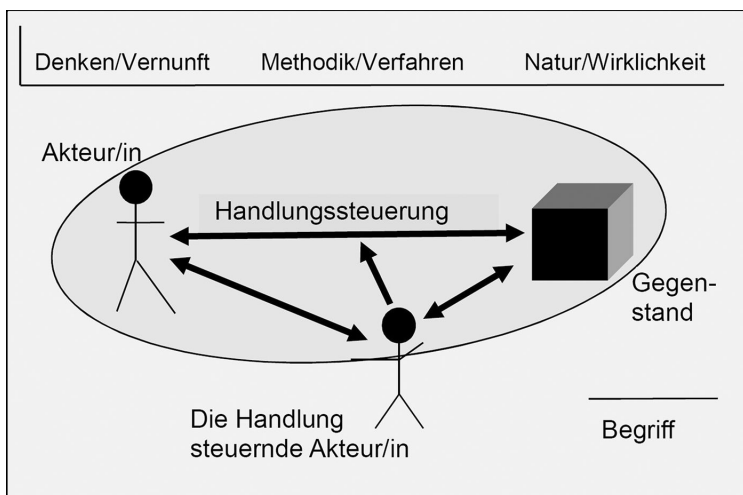 Denken/Vernunft Methodik/Verfahren Natur/Wirklichkeit
Akteur/in
Handlungssteuerung
Gegen-
stand
Die Handlung
steuernde Akteur/in
Begriff